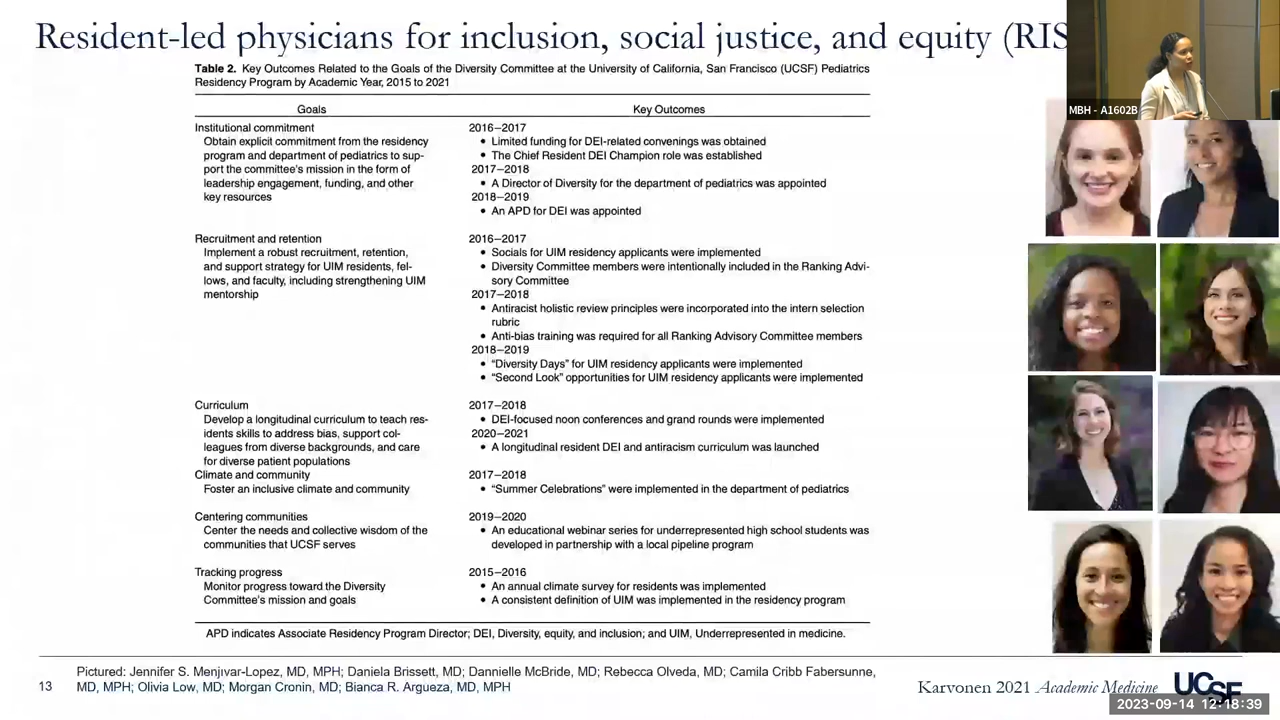 Resident-led physicians for inclusion, social justice, and equity (RIS
MBH - A1602B
Table 2. Key Outcomes Related to the Goals of the Diversity Committee at the University of California, San Francisco (UCSF) Pediatrics
Residency Program by Academic Year, 2015 to 2021
Goals
Key Outcomes
Institutional commitment
Obtain explicit commitment from the residency
program and department of pediatrics to sup-
port the committee's mission in the form of
leadership engagement, funding, and other
key resources
2016–2017
• Limited funding for DEI-related convenings was obtained
• The Chief Resident DEI Champion role was established
2017–2018
• A Director of Diversity for the department of pediatrics was appointed
2018–2019
• An APD for DEI was appointed
Recruitment and retention
Implement a robust recruitment, retention,
and support strategy for UIM residents, fel-
lows, and faculty, including strengthening UIM
mentorship
2016–2017
• Socials for UIM residency applicants were implemented
• Diversity Committee members were intentionally included in the Ranking Advi-
sory Committee
2017–2018
• Antiracist holistic review principles were incorporated into the intern selection
rubric
• Anti-bias training was required for all Ranking Advisory Committee members
2018–2019
• “Diversity Days” for UIM residency applicants were implemented
• “Second Look” opportunities for UIM residency applicants were implemented
Curriculum
Develop a longitudinal curriculum to teach res-
idents skills to address bias, support col-
leagues from diverse backgrounds, and care
for diverse patient populations
2017–2018
• DEI-focused noon conferences and grand rounds were implemented
2020–2021
• A longitudinal resident DEI and antiracism curriculum was launched
Climate and community
Foster an inclusive climate and community
2017–2018
• “Summer Celebrations” were implemented in the department of pediatrics
Centering communities
Center the needs and collective wisdom of the
communities that UCSF serves
2019–2020
• An educational webinar series for underrepresented high school students was
developed in partnership with a local pipeline program
Tracking progress
Monitor progress toward the Diversity
Committee's mission and goals
2015–2016
• An annual climate survey for residents was implemented
• A consistent definition of UIM was implemented in the residency program
APD indicates Associate Residency Program Director; DEI, Diversity, equity, and inclusion; and UIM, Underrepresented in medicine.
13
Pictured: Jennifer S. Menjivar-Lopez, MD, MPH; Daniela Brissett, MD; Dannielle McBride, MD; Rebecca Olveda, MD; Camila Cribb Fabersunne,
MD, MPH; Olivia Low, MD; Morgan Cronin, MD; Bianca R. Argueza, MD, MPH
Karvonen 2021 Academic Medicine
UCSF
2023-09-14 12:18:39